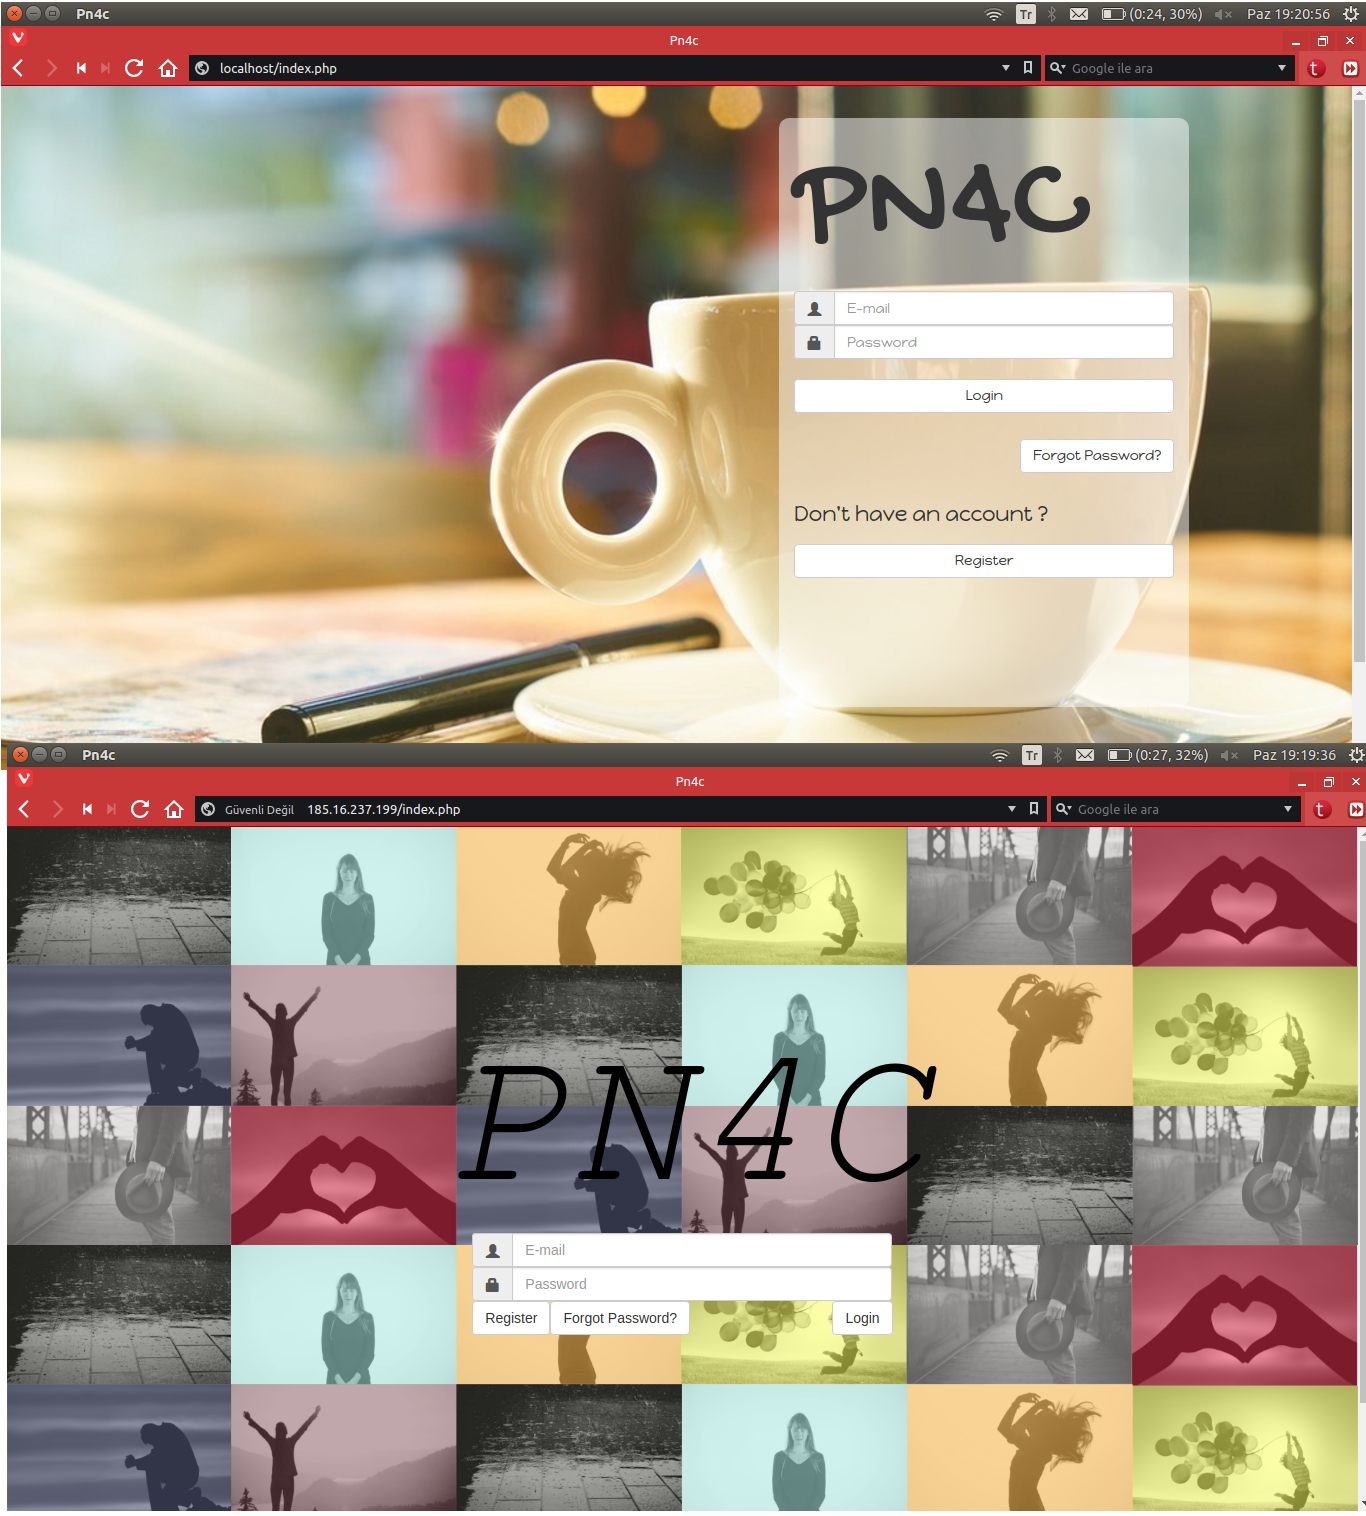 Pn4c
Tr
(0:24, 30%)
Paz 19:20:56
Pn4c
localhost/index.php
Google ile ara
t
PN4C
E-mail
Password
Login
Forgot Password?
Don't have an account ?
Register
Pn4c
Tr
(0:27, 32%)
Paz 19:19:36
Pn4c
Güvenli Değil
185.16.237.199/index.php
Google ile ara
t
PN4C
E-mail
Password
Register
Forgot Password?
Login